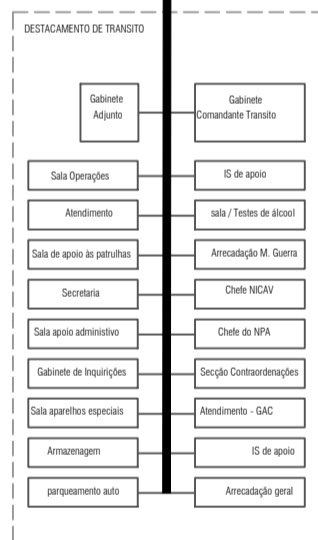 DESTACAMENTO DE TRANSITO
Gabinete
Adjunto
Gabinete
Comandante Transito
Sala Operações
IS de apoio
Atendimento
sala / Testes de álcool
Sala de apoio às patrulhas
Arrecadação M. Guerra
Secretaria
Chefe NICAV
Sala apoio administivo
Chefe do NPA
Gabinete de Inquirições
Secção Contraordenações
Sala aparelhos especiais
Atendimento - GAC
Armazenagem
IS de apoio
parqueamento auto
Arrecadação geral